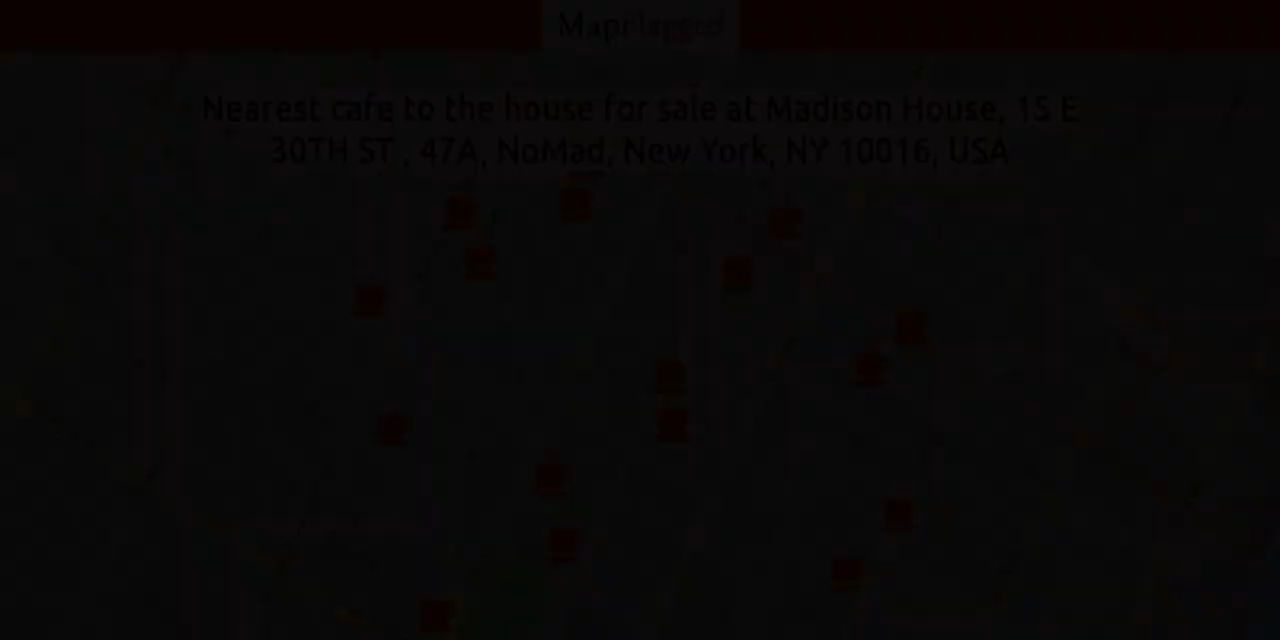 Mapflagged
Nearest cafe to the house for sale at Madison House, 15 E
30TH ST , 47A, NoMad, New York, NY 10016, USA